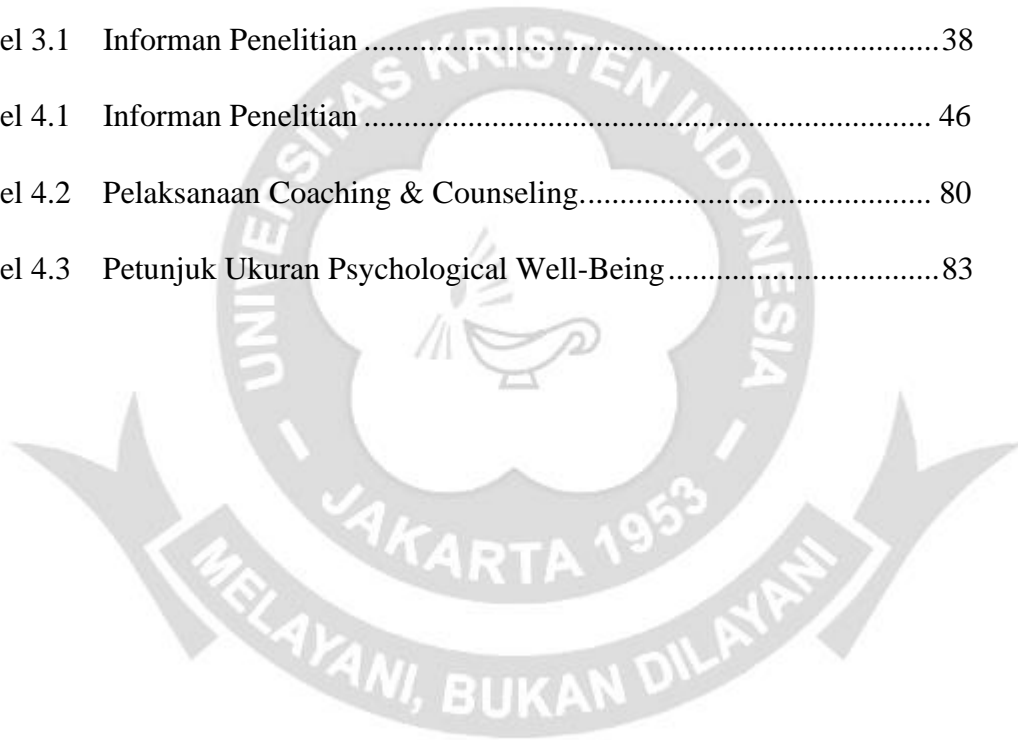 el 3.1 Informan Penelitian ........................................................................ 38
el 4.1 Informan Penelitian ....................................................................... 46
el 4.2 Pelaksanaan Coaching & Counseling............................................ 80
el 4.3 Petunjuk Ukuran Psychological Well-Being .................................. 83
UNIVERSITAS KRISTEN INDONESIA
– JAKARTA 1953 –
MELAYANI, BUKAN DILAYANI